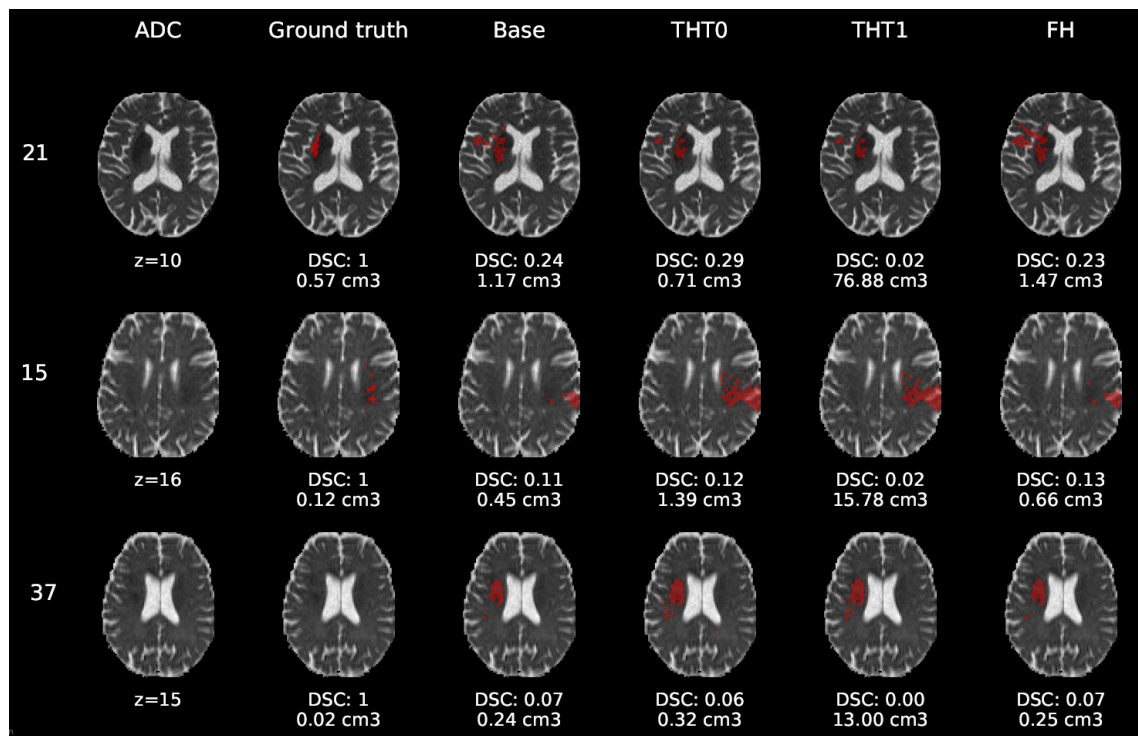 ADC Ground truth Base THT0 THT1 FH
21
z=10 DSC: 1 DSC: 0.24 DSC: 0.29 DSC: 0.02 DSC: 0.23
0.57 cm3 1.17 cm3 0.71 cm3 76.88 cm3 1.47 cm3
15
z=16 DSC: 1 DSC: 0.11 DSC: 0.12 DSC: 0.02 DSC: 0.13
0.12 cm3 0.45 cm3 1.39 cm3 15.78 cm3 0.66 cm3
37
z=15 DSC: 1 DSC: 0.07 DSC: 0.06 DSC: 0.00 DSC: 0.07
0.02 cm3 0.24 cm3 0.32 cm3 13.00 cm3 0.25 cm3